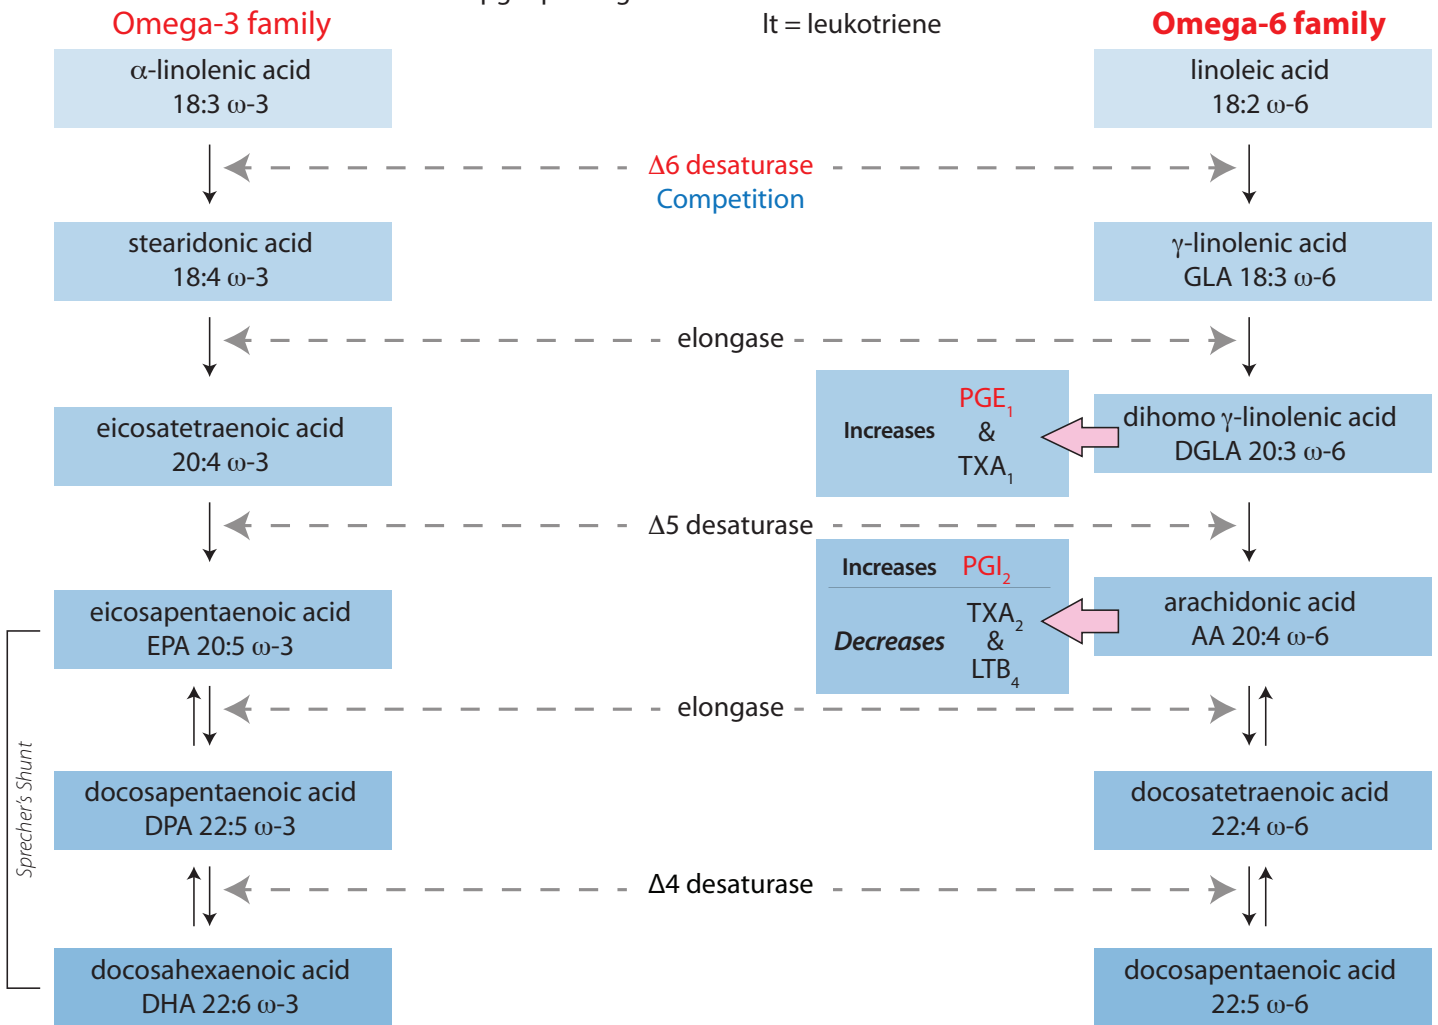 lt = leukotriene
Omega-3 family
Omega-6 family
α-linolenic acid
18:3 ω-3
linoleic acid
18:2 ω-6
Δ6 desaturase
Competition
stearidonic acid
18:4 ω-3
γ-linolenic acid
GLA 18:3 ω-6
elongase
Increases
PGE₁
&
TXA₁
eicosatetraenoic acid
20:4 ω-3
dihomo γ-linolenic acid
DGLA 20:3 ω-6
Δ5 desaturase
Increases PGI₂
Decreases
TXA₂
&
LTB₄
eicosapentaenoic acid
EPA 20:5 ω-3
arachidonic acid
AA 20:4 ω-6
elongase
Sprecher's Shunt
docosapentaenoic acid
DPA 22:5 ω-3
docosatetraenoic acid
22:4 ω-6
Δ4 desaturase
docosahexaenoic acid
DHA 22:6 ω-3
docosapentaenoic acid
22:5 ω-6